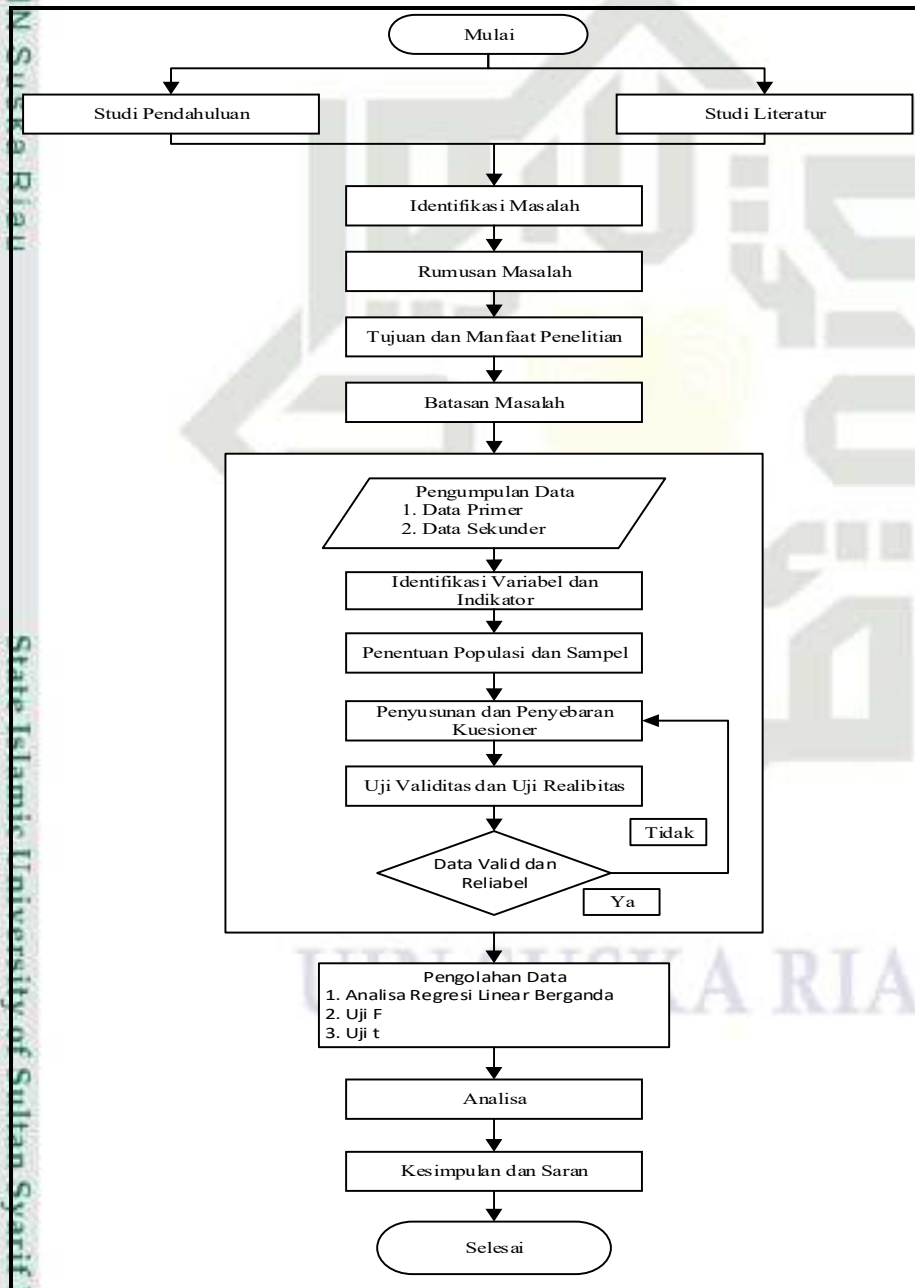 Mulai
Studi Pendahuluan
Studi Literatur
Identifikasi Masalah
Rumusan Masalah
Tujuan dan Manfaat Penelitian
Batasan Masalah
Pengumpulan Data
1. Data Primer
2. Data Sekunder
Identifikasi Variabel dan
Indikator
Penentuan Populasi dan Sampel
Penyusunan dan Penyebaran
Kuesioner
Uji Validitas dan Uji Realibitas
Tidak
Data Valid dan
Reliabel
Ya
Pengolahan Data
1. Analisa Regresi Linear Berganda
2. Uji F
3. Uji t
Analisa
Kesimpulan dan Saran
Selesai
N Suska Riau
State Islamic University of Sultan Syarif
UIN SUSKA RIA